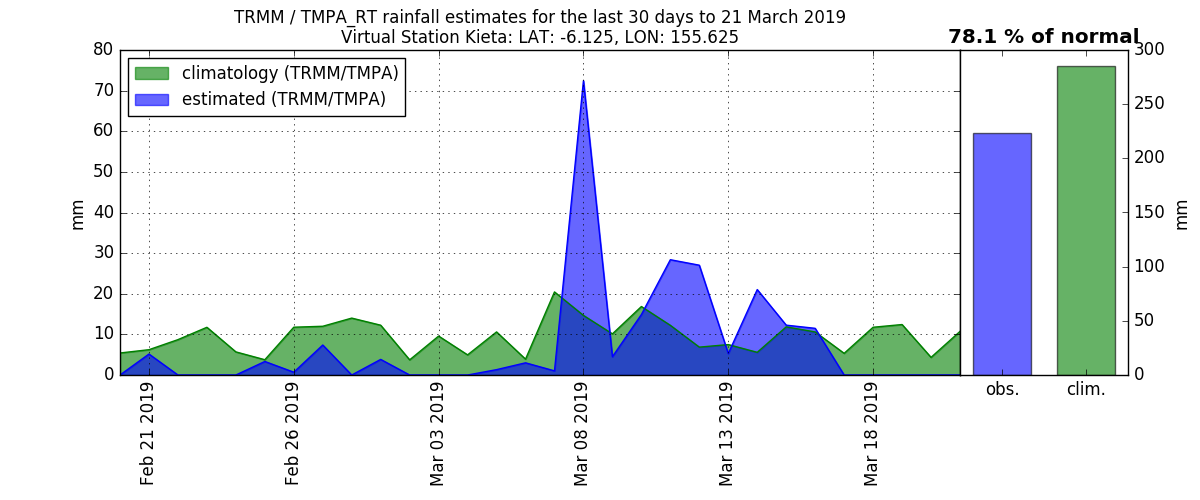 TRMM / TMPA_RT rainfall estimates for the last 30 days to 21 March 2019
Virtual Station Kieta: LAT: -6.125, LON: 155.625
78.1 % of normal
climatology (TRMM/TMPA)
estimated (TRMM/TMPA)
80
70
60
50
40
30
20
10
0
mm
300
250
200
150
100
50
0
mm
Feb 21 2019
Feb 26 2019
Mar 03 2019
Mar 08 2019
Mar 13 2019
Mar 18 2019
obs.
clim.